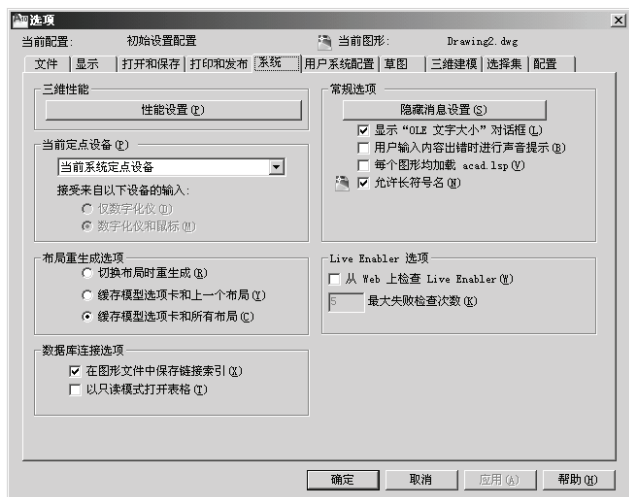 选项
当前配置: 初始设置配置 当前图形: Drawing2.dwg
文件 显示 打开和保存 打印和发布 系统 用户系统配置 草图 三维建模 选择集 配置
三维性能
性能设置(P)
当前定点设备(P)
当前系统定点设备
接受来自以下设备的输入:
仅数字化仪(D)
数字化仪和鼠标(M)
布局重生成选项
切换布局时重生成(R)
缓存模型选项卡和上一个布局(Y)
缓存模型选项卡和所有布局(C)
数据库连接选项
在图形文件中保存链接索引(X)
以只读模式打开表格(T)
常规选项
隐藏消息设置(S)
显示“OLE 文字大小”对话框(L)
用户输入内容出错时进行声音提示(B)
每个图形均加载 acad.lsp(V)
允许长符号名(N)
Live Enabler 选项
从 Web 上检查 Live Enabler(W)
5 最大失败检查次数(K)
确定 取消 应用(A) 帮助(H)